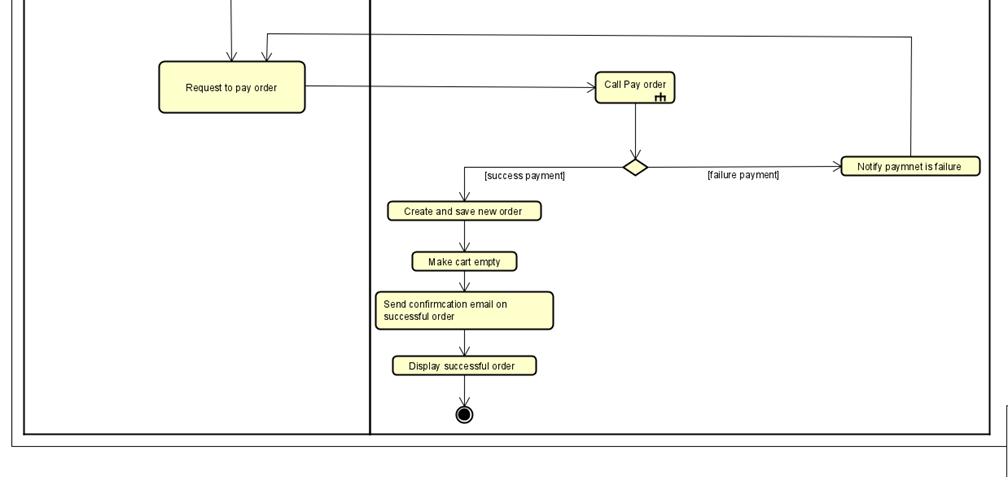 Request to pay order
Call Pay order
[success payment]
[failure payment]
Notify paymnet is failure
Create and save new order
Make cart empty
Send confirmcation email on
successful order
Display successful order